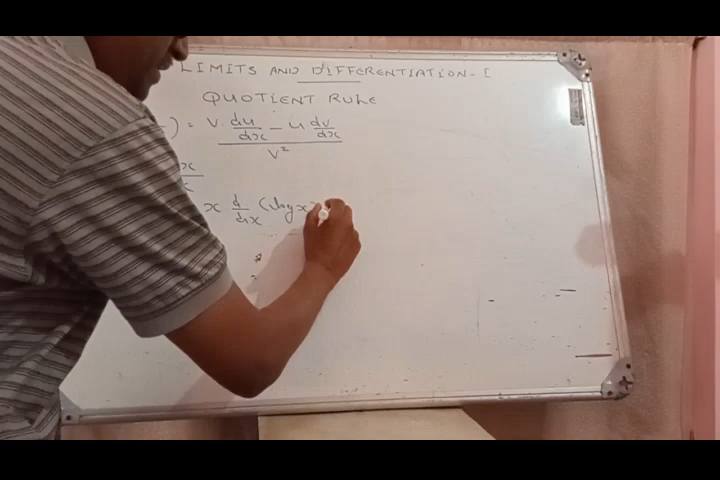 LIMITS AND DIFFERENTIATION - I
QUOTIENT RULE
) = v. du/dx - u dv/dx / v²
x
x d/dx (log x)